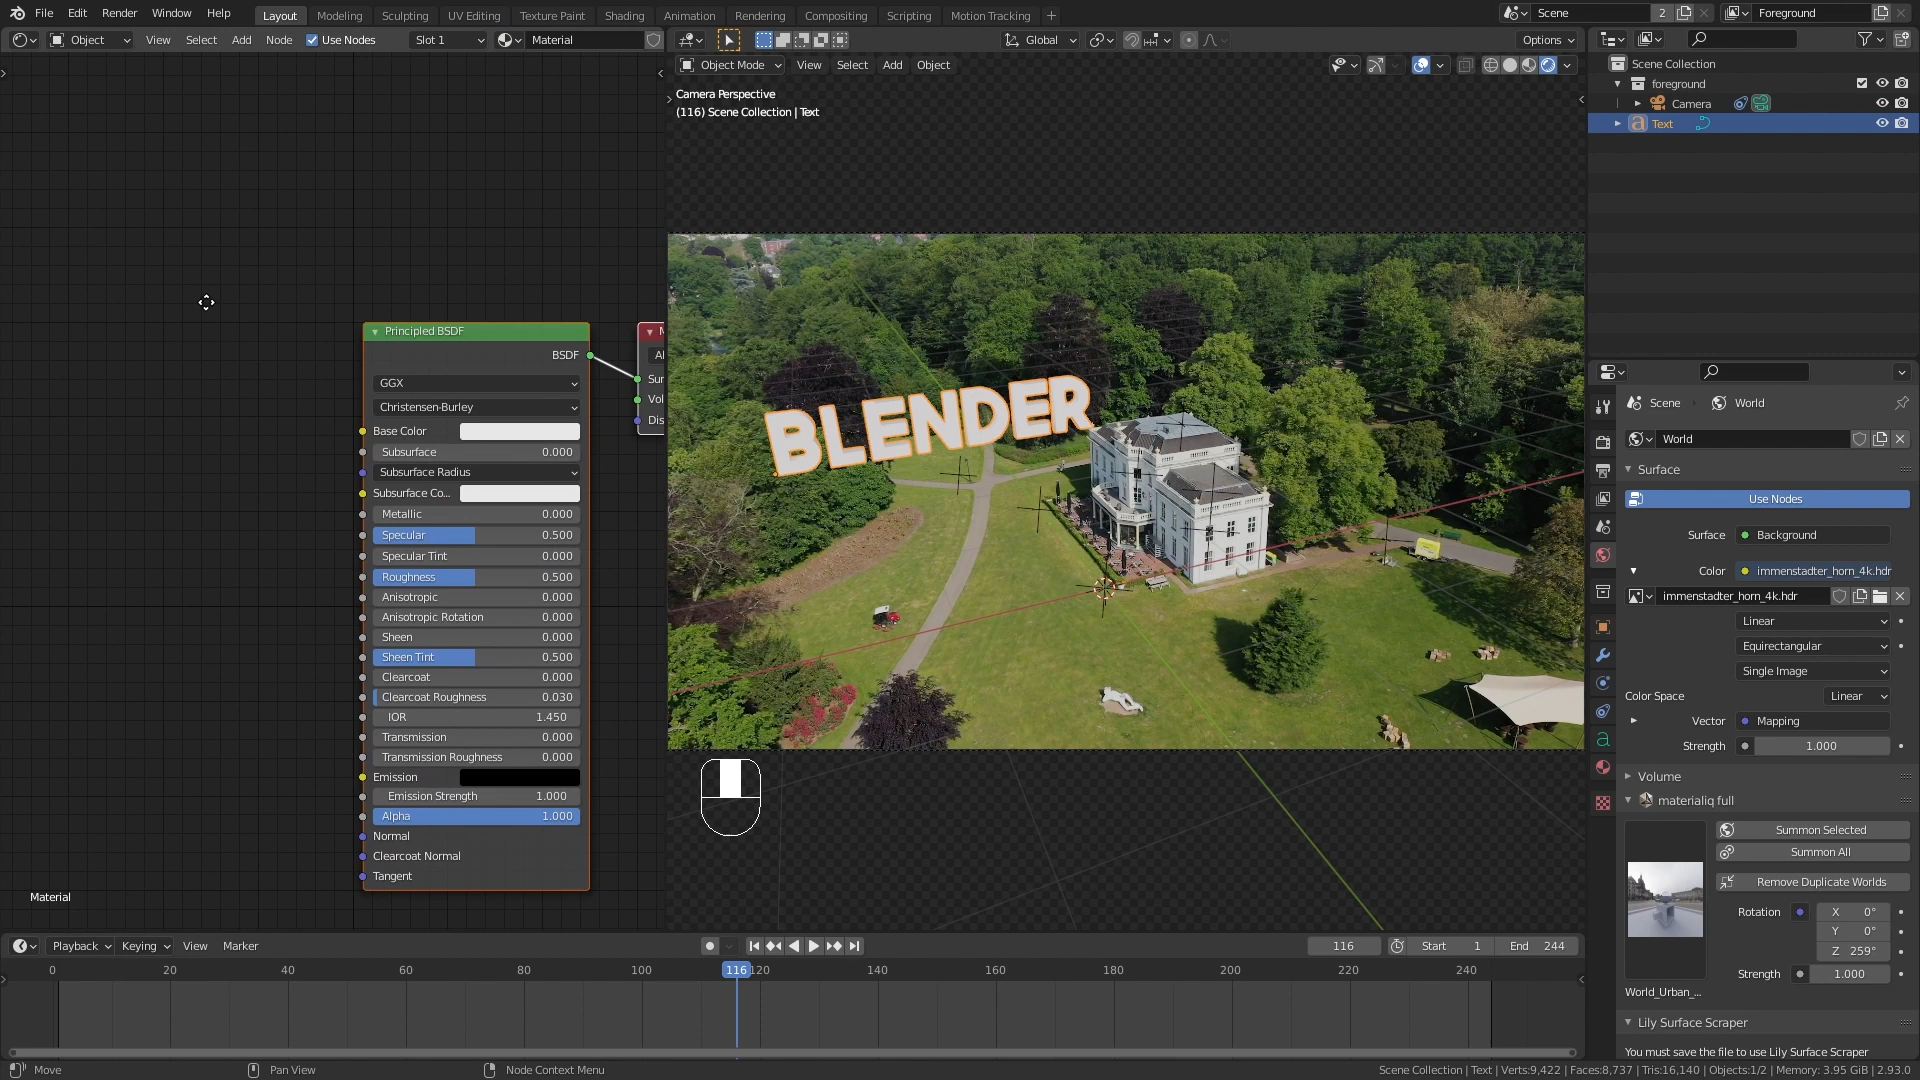 File Edit Render Window Help Layout Modeling Sculpting UV Editing Texture Paint Shading Animation Rendering Compositing Scripting Motion Tracking + Scene 2 Foreground
Object View Select Add Node Use Nodes Slot 1 Material Global Options
Object Mode View Select Add Object
Camera Perspective
(116) Scene Collection | Text
BLENDER
Principled BSDF
BSDF
GGX
Christensen-Burley
Base Color
Subsurface 0.000
Subsurface Radius
Subsurface Co...
Metallic 0.000
Specular 0.500
Specular Tint 0.000
Roughness 0.500
Anisotropic 0.000
Anisotropic Rotation 0.000
Sheen 0.000
Sheen Tint 0.500
Clearcoat 0.000
Clearcoat Roughness 0.030
IOR 1.450
Transmission 0.000
Transmission Roughness 0.000
Emission
Emission Strength 1.000
Alpha 1.000
Normal
Clearcoat Normal
Tangent
Material
Scene Collection
foreground
Camera
Text
Scene World
World
Surface
Use Nodes
Surface Background
Color immenstadter_horn_4k.hdr
immenstadter_horn_4k.hdr
Linear
Equirectangular
Single Image
Color Space Linear
Vector Mapping
Strength 1.000
Volume
materialiq full
Summon Selected
Summon All
Remove Duplicate Worlds
Rotation X 0°
Y 0°
Z 259°
Strength 1.000
World_Urban_...
Lily Surface Scraper
You must save the file to use Lily Surface Scraper
Playback Keying View Marker 116 Start 1 End 244
0 20 40 60 80 100 116 120 140 160 180 200 220 240
Move Pan View Node Context Menu Scene Collection | Text | Verts:9,422 | Faces:8,737 | Tris:16,140 | Objects:1/2 | Memory: 3.95 GiB | 2.93.0